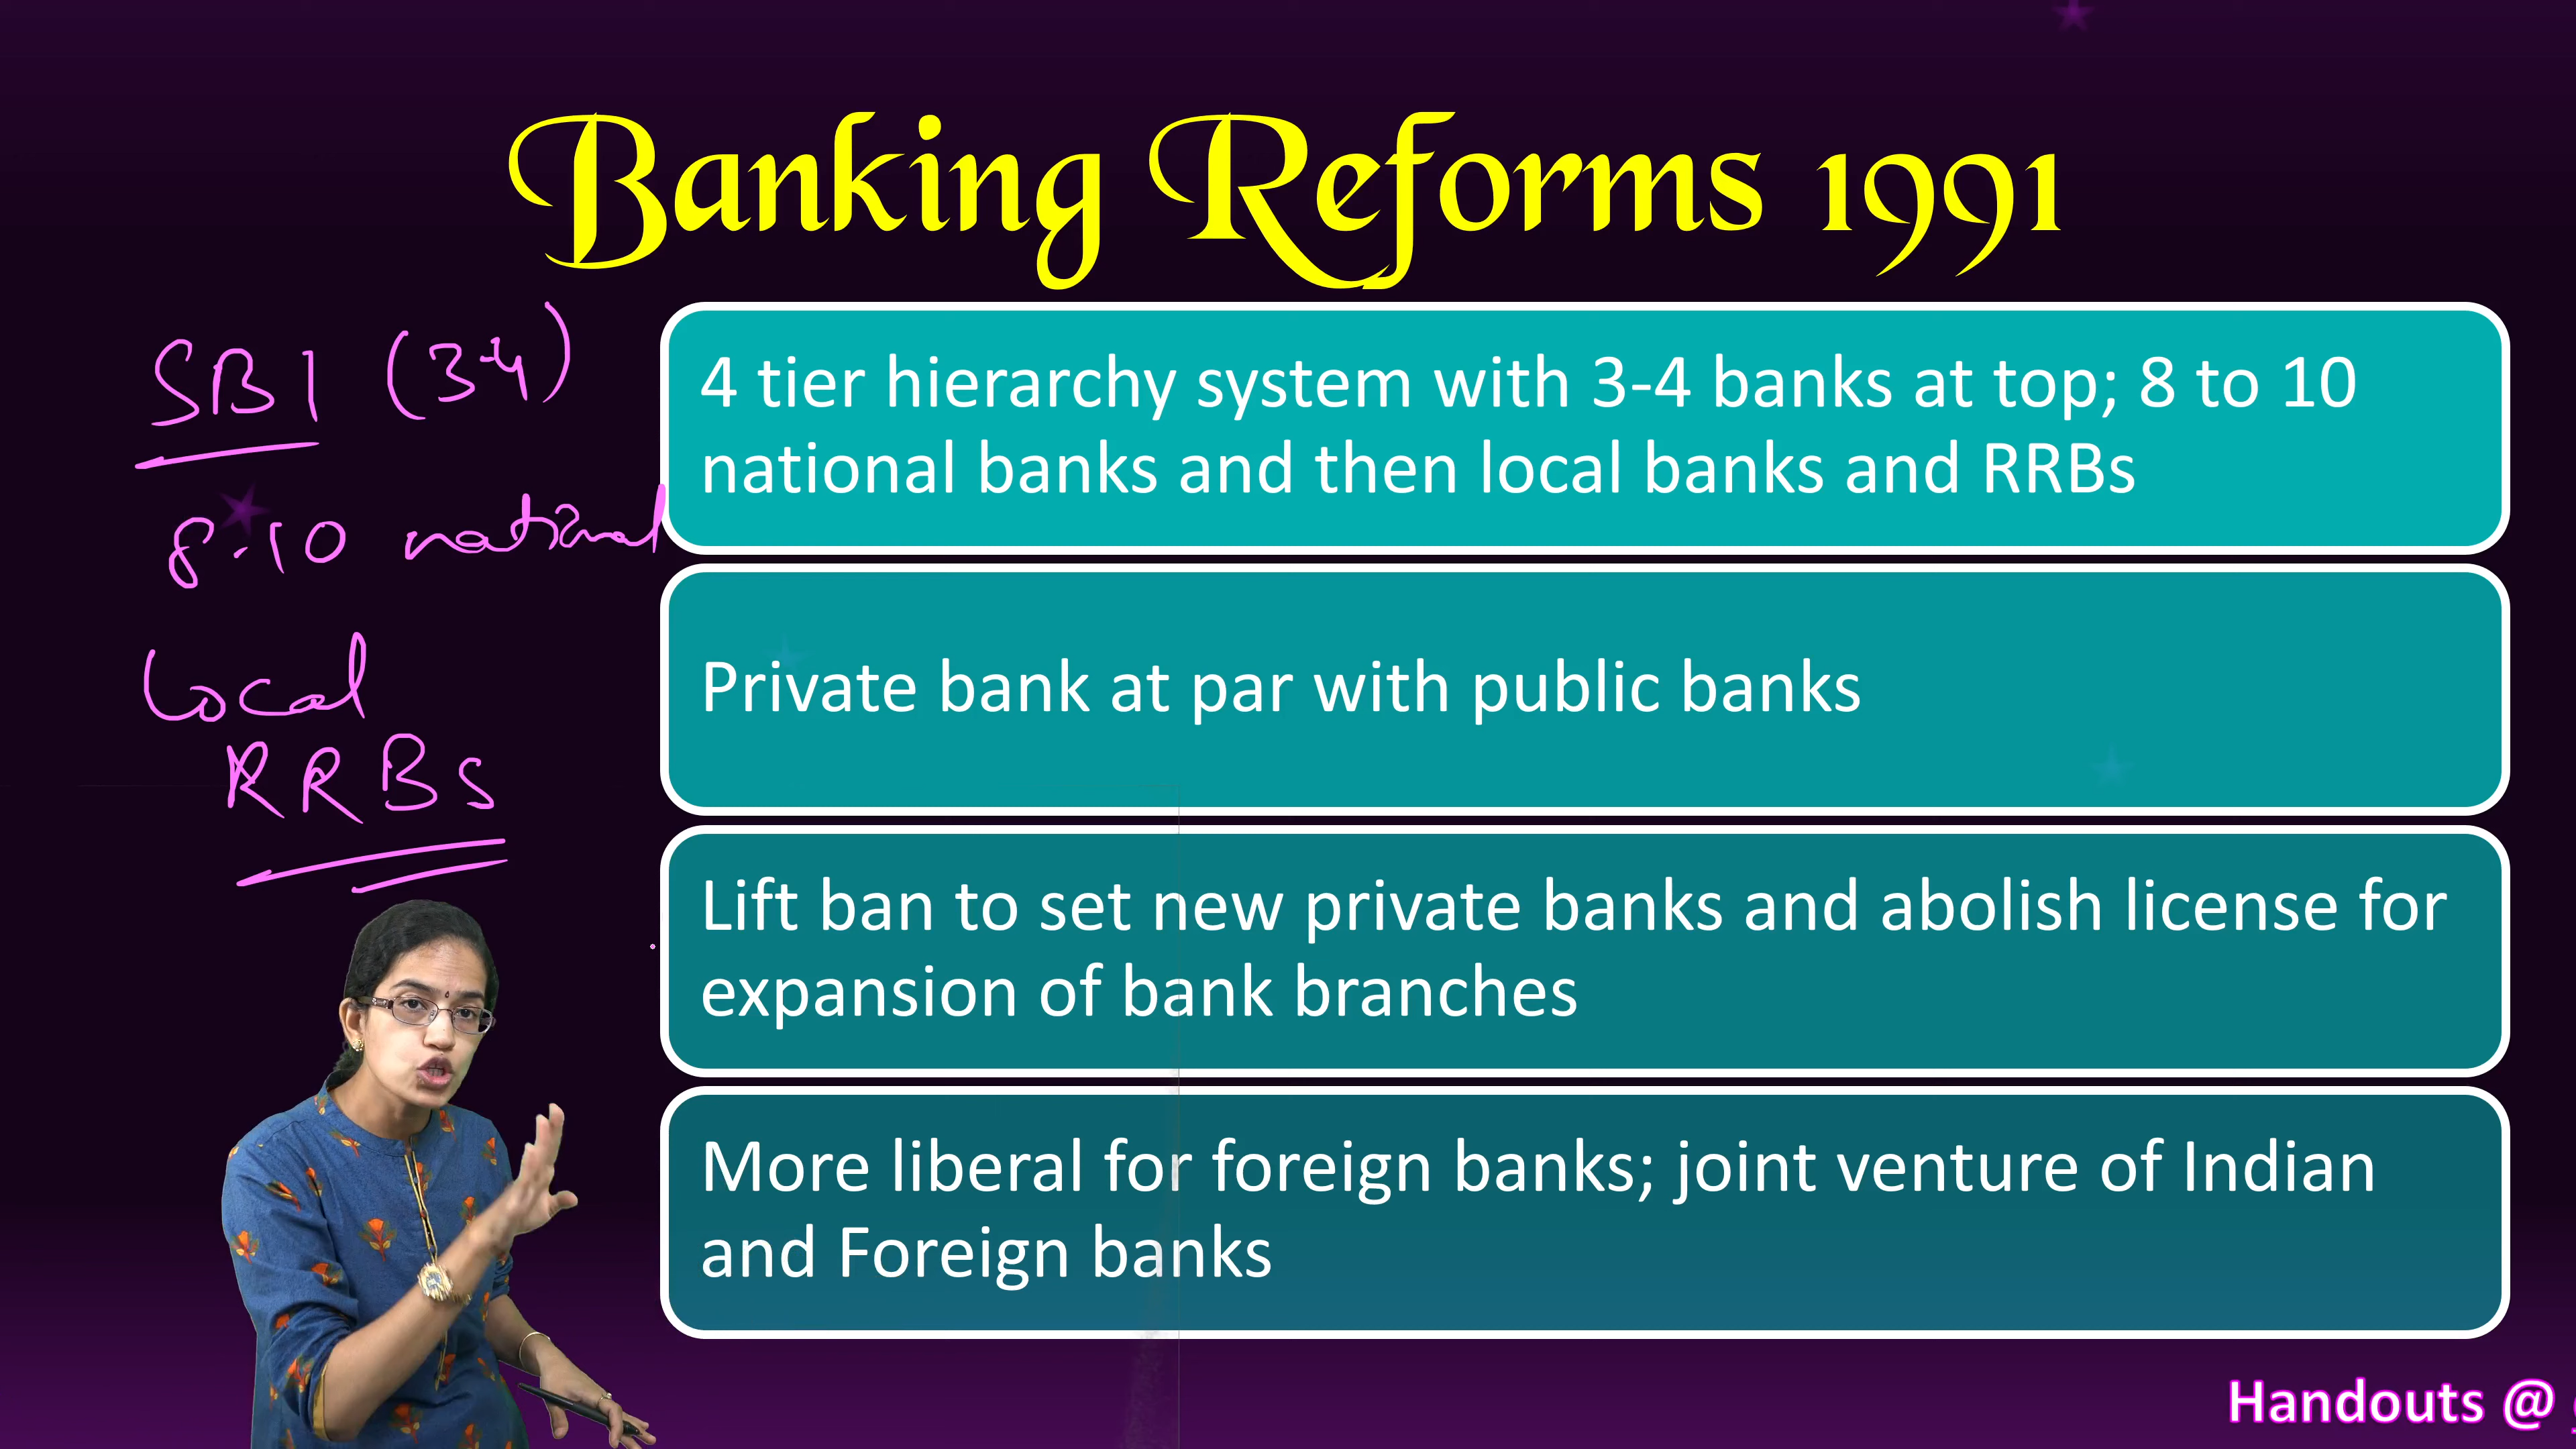 Banking Reforms 1991
SBI (3-4)
8-10 national
Local
RRBs
4 tier hierarchy system with 3-4 banks at top; 8 to 10
national banks and then local banks and RRBs
Private bank at par with public banks
Lift ban to set new private banks and abolish license for
expansion of bank branches
More liberal for foreign banks; joint venture of Indian
and Foreign banks
Handouts @